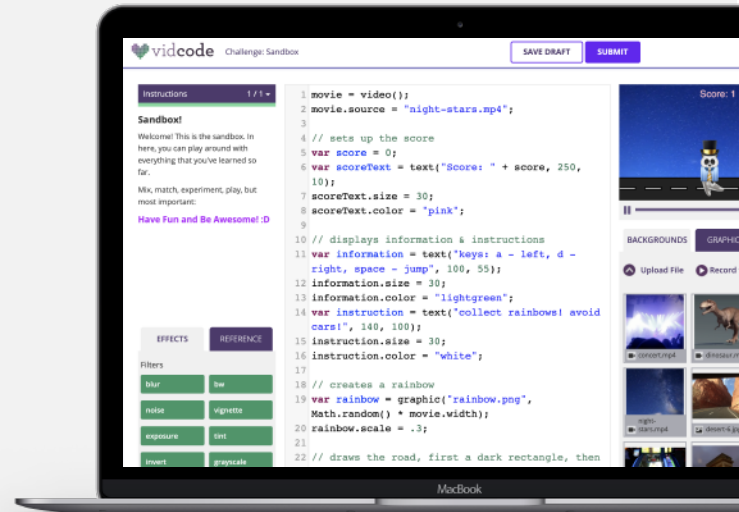 vidcode Challenge: Sandbox
SAVE DRAFT SUBMIT
Instructions 1 / 1
Sandbox!
Welcome! This is the sandbox. In
here, you can play around with
everything that you've learned so
far.
Mix, match, experiment, play, but
most important:
Have Fun and Be Awesome! :D
EFFECTS REFERENCE
Filters
blur bw
noise vignette
exposure tint
invert grayscale
1 movie = video();
2 movie.source = "night-stars.mp4";
3
4 // sets up the score
5 var score = 0;
6 var scoreText = text("Score: " + score, 250,
10);
7 scoreText.size = 30;
8 scoreText.color = "pink";
9
10 // displays information & instructions
11 var information = text("keys: a - left, d -
right, space - jump", 100, 55);
12 information.size = 30;
13 information.color = "lightgreen";
14 var instruction = text("collect rainbows! avoid
cars!", 140, 100);
15 instruction.size = 30;
16 instruction.color = "white";
17
18 // creates a rainbow
19 var rainbow = graphic("rainbow.png",
Math.random() * movie.width);
20 rainbow.scale = .3;
21
22 // draws the road, first a dark rectangle, then
Score: 1
BACKGROUNDS GRAPHIC
Upload File Record
concert.mp4 dinosaur.m
night-
stars.mp4 desert-6.jp
MacBook